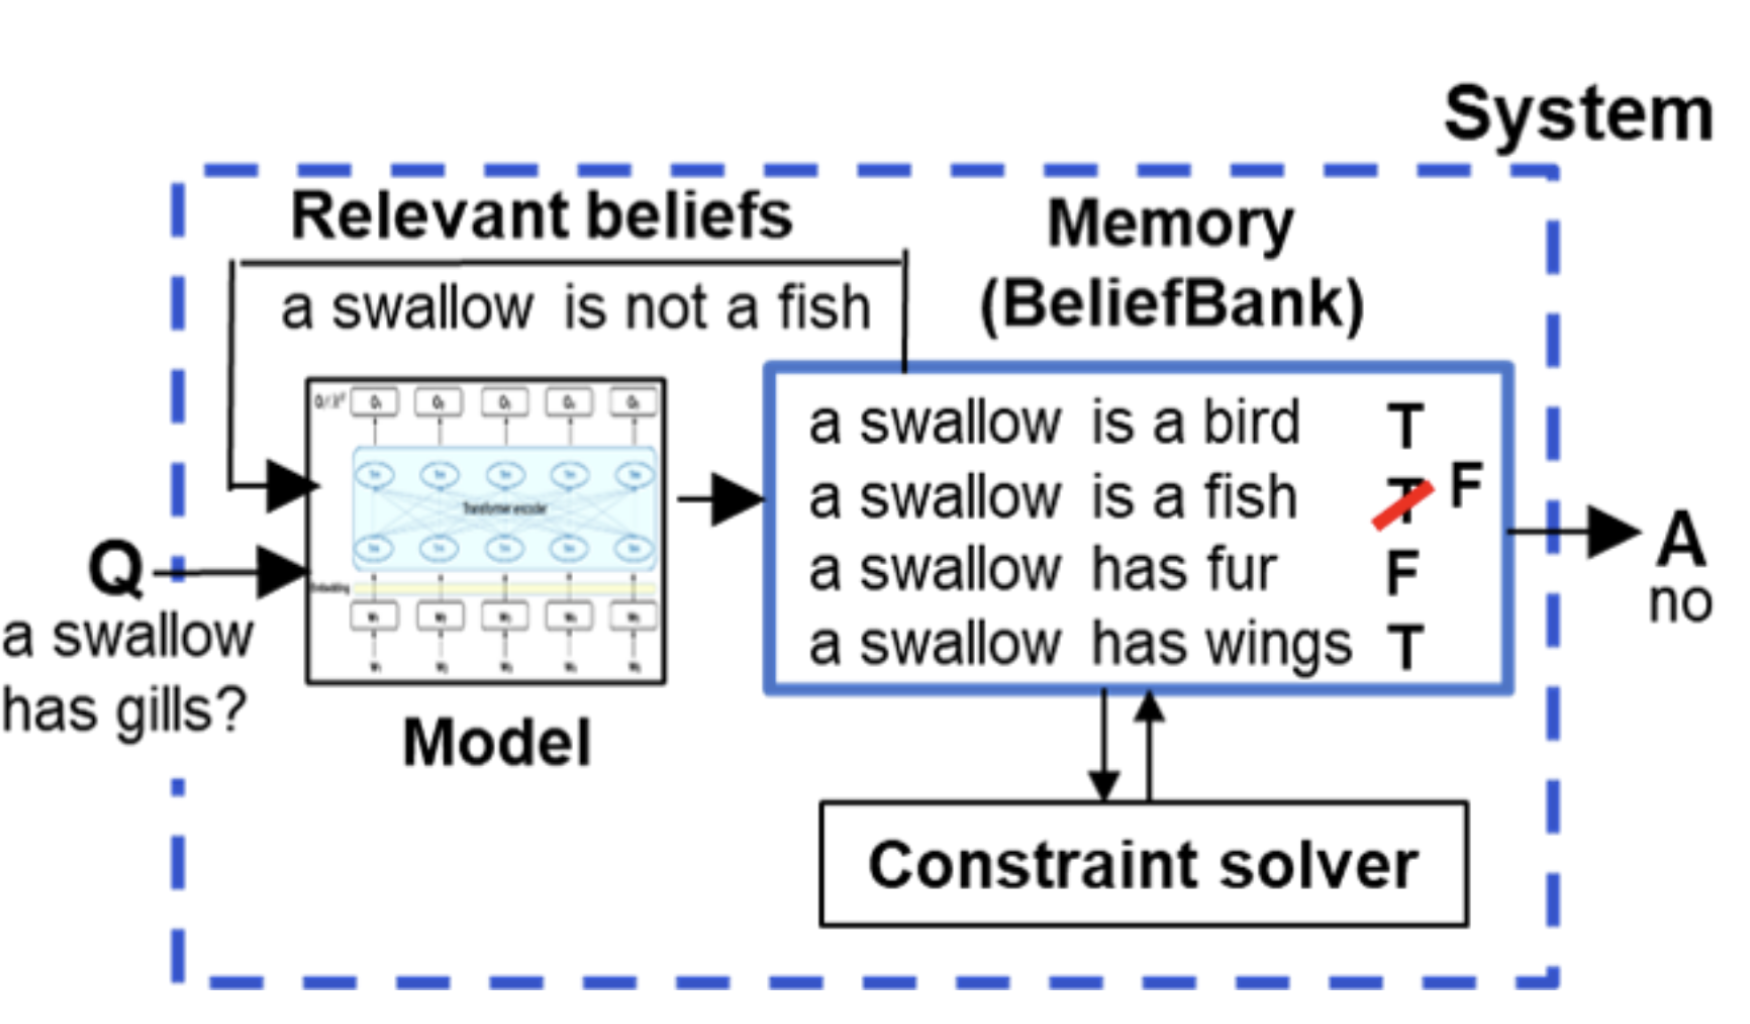 System
Relevant beliefs
a swallow is not a fish
Memory
(BeliefBank)
a swallow is a bird T
a swallow is a fish T F
a swallow has fur F
a swallow has wings T
Transformer encoder
Embedding
Q
a swallow
has gills?
Model
A
no
Constraint solver